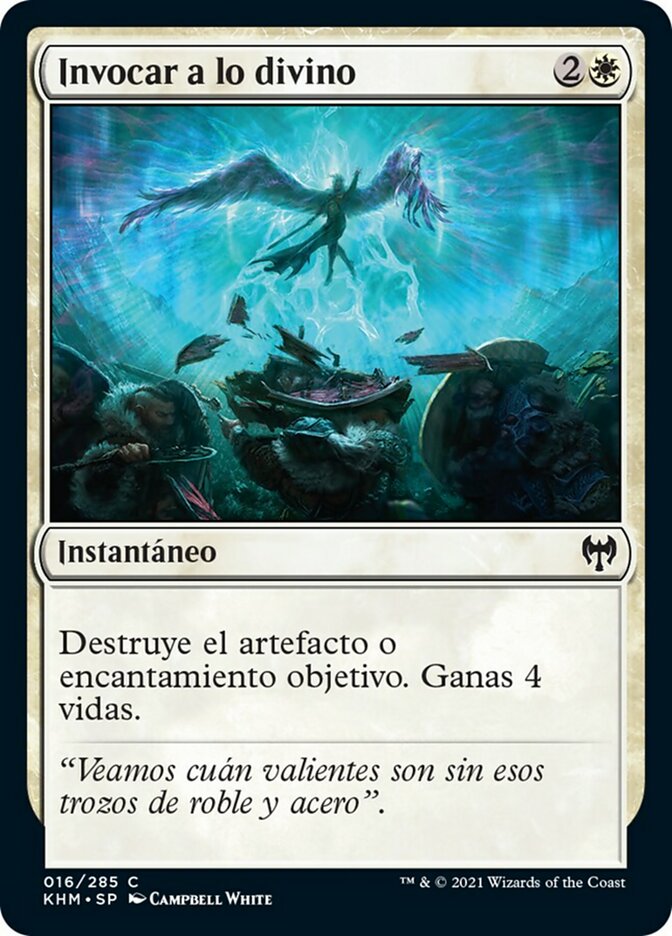 Invocar a lo divino
2
Instantáneo
Destruye el artefacto o
encantamiento objetivo. Ganas 4
vidas.
“Veamos cuán valientes son sin esos
trozos de roble y acero”.
016/285 C
KHM • SP Campbell White
™ & © 2021 Wizards of the Coast